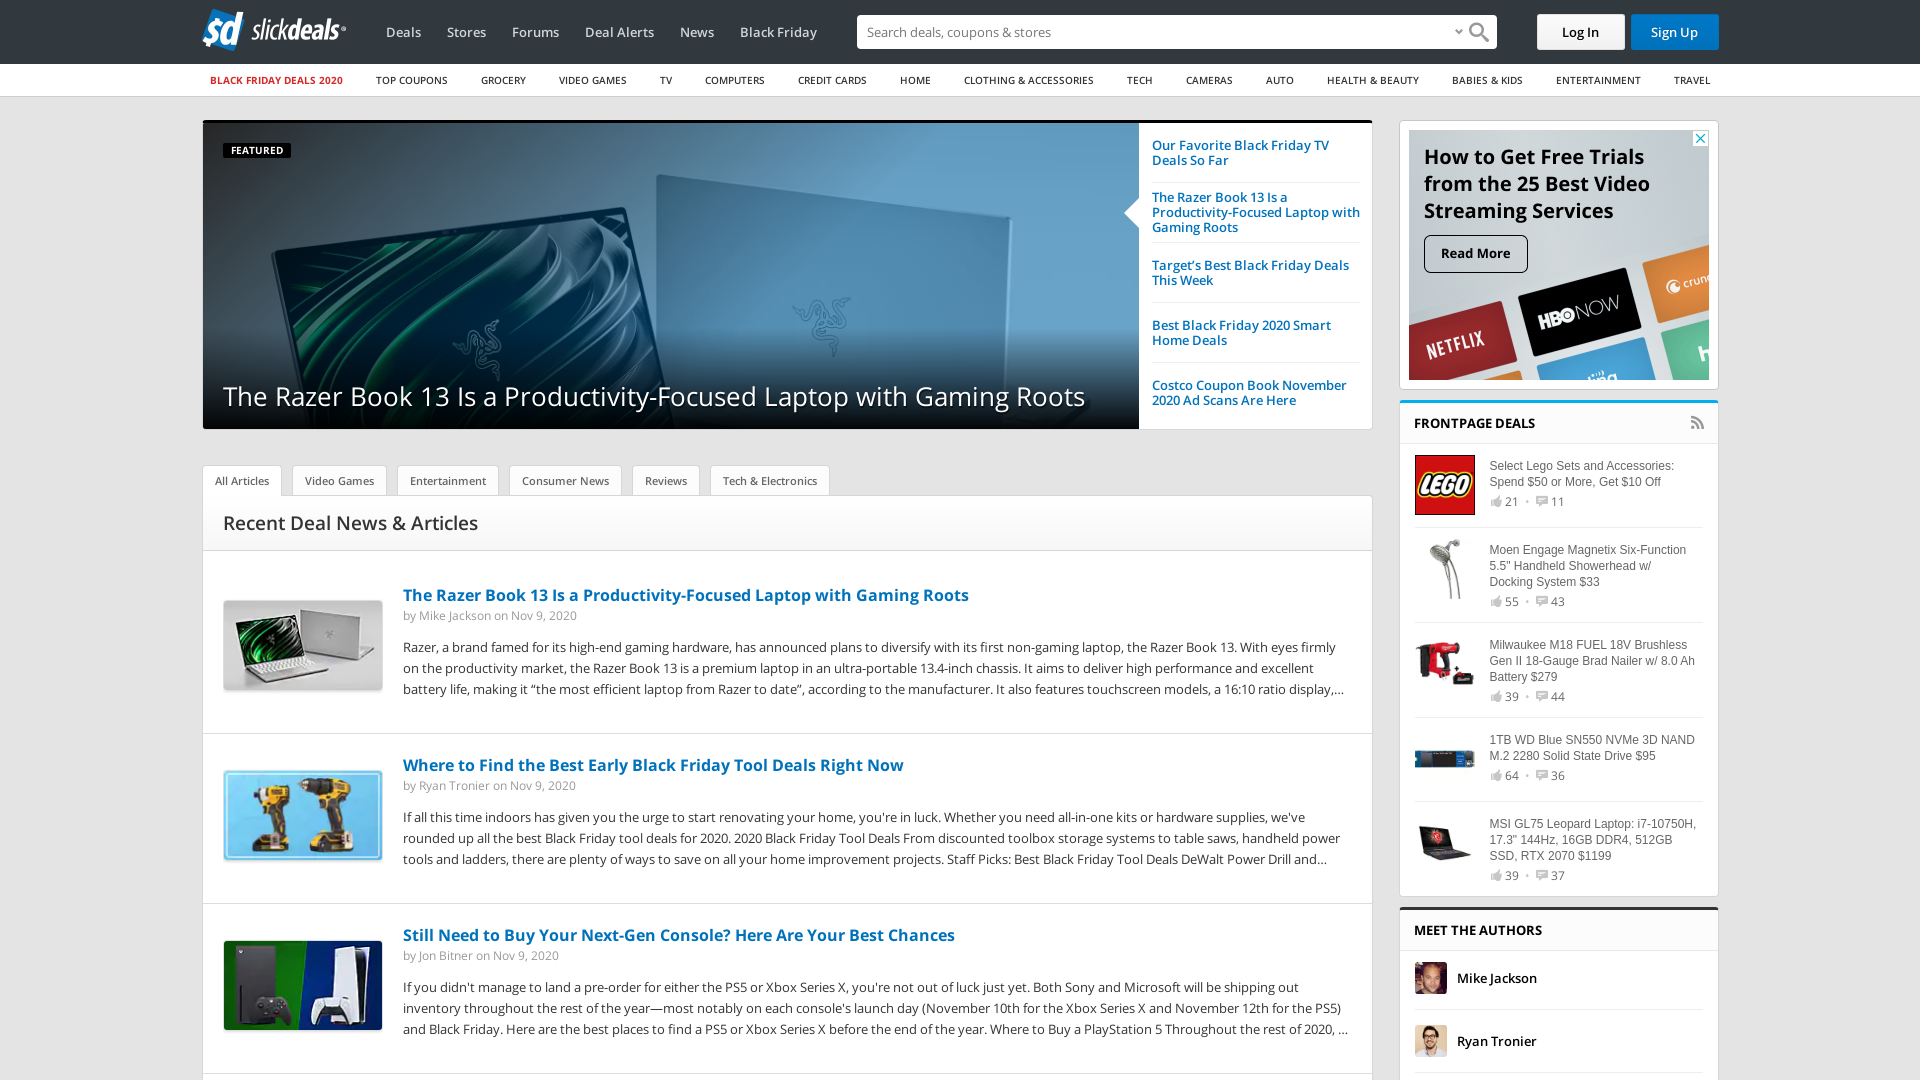 sd slickdeals
Deals
Stores
Forums
Deal Alerts
News
Black Friday
Search deals, coupons & stores
Log In
Sign Up
BLACK FRIDAY DEALS 2020
TOP COUPONS
GROCERY
VIDEO GAMES
TV
COMPUTERS
CREDIT CARDS
HOME
CLOTHING & ACCESSORIES
TECH
CAMERAS
AUTO
HEALTH & BEAUTY
BABIES & KIDS
ENTERTAINMENT
TRAVEL
FEATURED
The Razer Book 13 Is a Productivity-Focused Laptop with Gaming Roots
Our Favorite Black Friday TV
Deals So Far
The Razer Book 13 Is a
Productivity-Focused Laptop with
Gaming Roots
Target’s Best Black Friday Deals
This Week
Best Black Friday 2020 Smart
Home Deals
Costco Coupon Book November
2020 Ad Scans Are Here
How to Get Free Trials
from the 25 Best Video
Streaming Services
Read More
NETFLIX
HBO NOW
All Articles
Video Games
Entertainment
Consumer News
Reviews
Tech & Electronics
Recent Deal News & Articles
The Razer Book 13 Is a Productivity-Focused Laptop with Gaming Roots
by Mike Jackson on Nov 9, 2020
Razer, a brand famed for its high-end gaming hardware, has announced plans to diversify with its first non-gaming laptop, the Razer Book 13. With eyes firmly
on the productivity market, the Razer Book 13 is a premium laptop in an ultra-portable 13.4-inch chassis. It aims to deliver high performance and excellent
battery life, making it “the most efficient laptop from Razer to date”, according to the manufacturer. It also features touchscreen models, a 16:10 ratio display,...
Where to Find the Best Early Black Friday Tool Deals Right Now
by Ryan Tronier on Nov 9, 2020
If all this time indoors has given you the urge to start renovating your home, you're in luck. Whether you need all-in-one kits or hardware supplies, we've
rounded up all the best Black Friday tool deals for 2020. 2020 Black Friday Tool Deals From discounted toolbox storage systems to table saws, handheld power
tools and ladders, there are plenty of ways to save on all your home improvement projects. Staff Picks: Best Black Friday Tool Deals DeWalt Power Drill and...
Still Need to Buy Your Next-Gen Console? Here Are Your Best Chances
by Jon Bitner on Nov 9, 2020
If you didn't manage to land a pre-order for either the PS5 or Xbox Series X, you're not out of luck just yet. Both Sony and Microsoft will be shipping out
inventory throughout the rest of the year—most notably on each console's launch day (November 10th for the Xbox Series X and November 12th for the PS5)
and Black Friday. Here are the best places to find a PS5 or Xbox Series X before the end of the year. Where to Buy a PlayStation 5 Throughout the rest of 2020, ...
FRONTPAGE DEALS
LEGO
Select Lego Sets and Accessories:
Spend $50 or More, Get $10 Off
21 • 11
Moen Engage Magnetix Six-Function
5.5" Handheld Showerhead w/
Docking System $33
55 • 43
Milwaukee M18 FUEL 18V Brushless
Gen II 18-Gauge Brad Nailer w/ 8.0 Ah
Battery $279
39 • 44
1TB WD Blue SN550 NVMe 3D NAND
M.2 2280 Solid State Drive $95
64 • 36
MSI GL75 Leopard Laptop: i7-10750H,
17.3" 144Hz, 16GB DDR4, 512GB
SSD, RTX 2070 $1199
39 • 37
MEET THE AUTHORS
Mike Jackson
Ryan Tronier